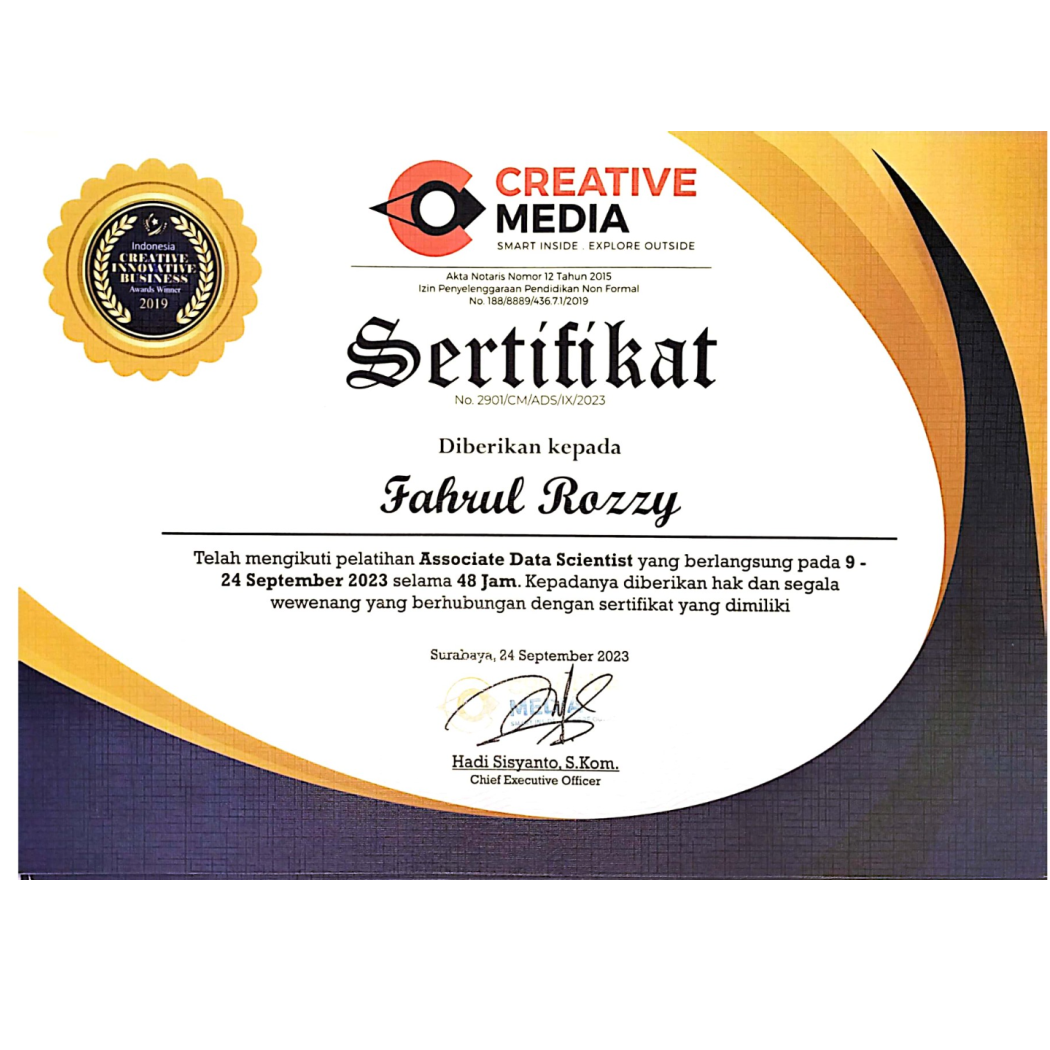 Indonesia
CREATIVE
INNOVATIVE
BUSINESS
Awards Winner
2019
CREATIVE
MEDIA
SMART INSIDE . EXPLORE OUTSIDE
Akta Notaris Nomor 12 Tahun 2015
Izin Penyelenggaraan Pendidikan Non Formal
No. 188/8889/436.7.1/2019
Sertifikat
No. 2901/CM/ADS/IX/2023
Diberikan kepada
Fahrul Rozzy
Telah mengikuti pelatihan Associate Data Scientist yang berlangsung pada 9 -
24 September 2023 selama 48 Jam. Kepadanya diberikan hak dan segala
wewenang yang berhubungan dengan sertifikat yang dimiliki
Surabaya, 24 September 2023
MEDIA
Hadi Sisyanto, S.Kom.
Chief Executive Officer